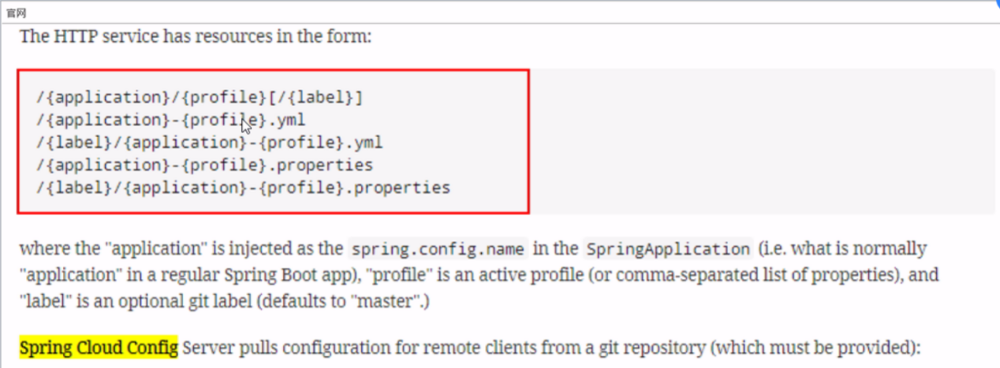 官网
The HTTP service has resources in the form:
/{application}/{profile}[/{label}]
/{application}-{profile}.yml
/{label}/{application}-{profile}.yml
/{application}-{profile}.properties
/{label}/{application}-{profile}.properties
where the "application" is injected as the spring.config.name in the SpringApplication (i.e. what is normally
"application" in a regular Spring Boot app), "profile" is an active profile (or comma-separated list of properties), and
"label" is an optional git label (defaults to "master".)
Spring Cloud Config Server pulls configuration for remote clients from a git repository (which must be provided):